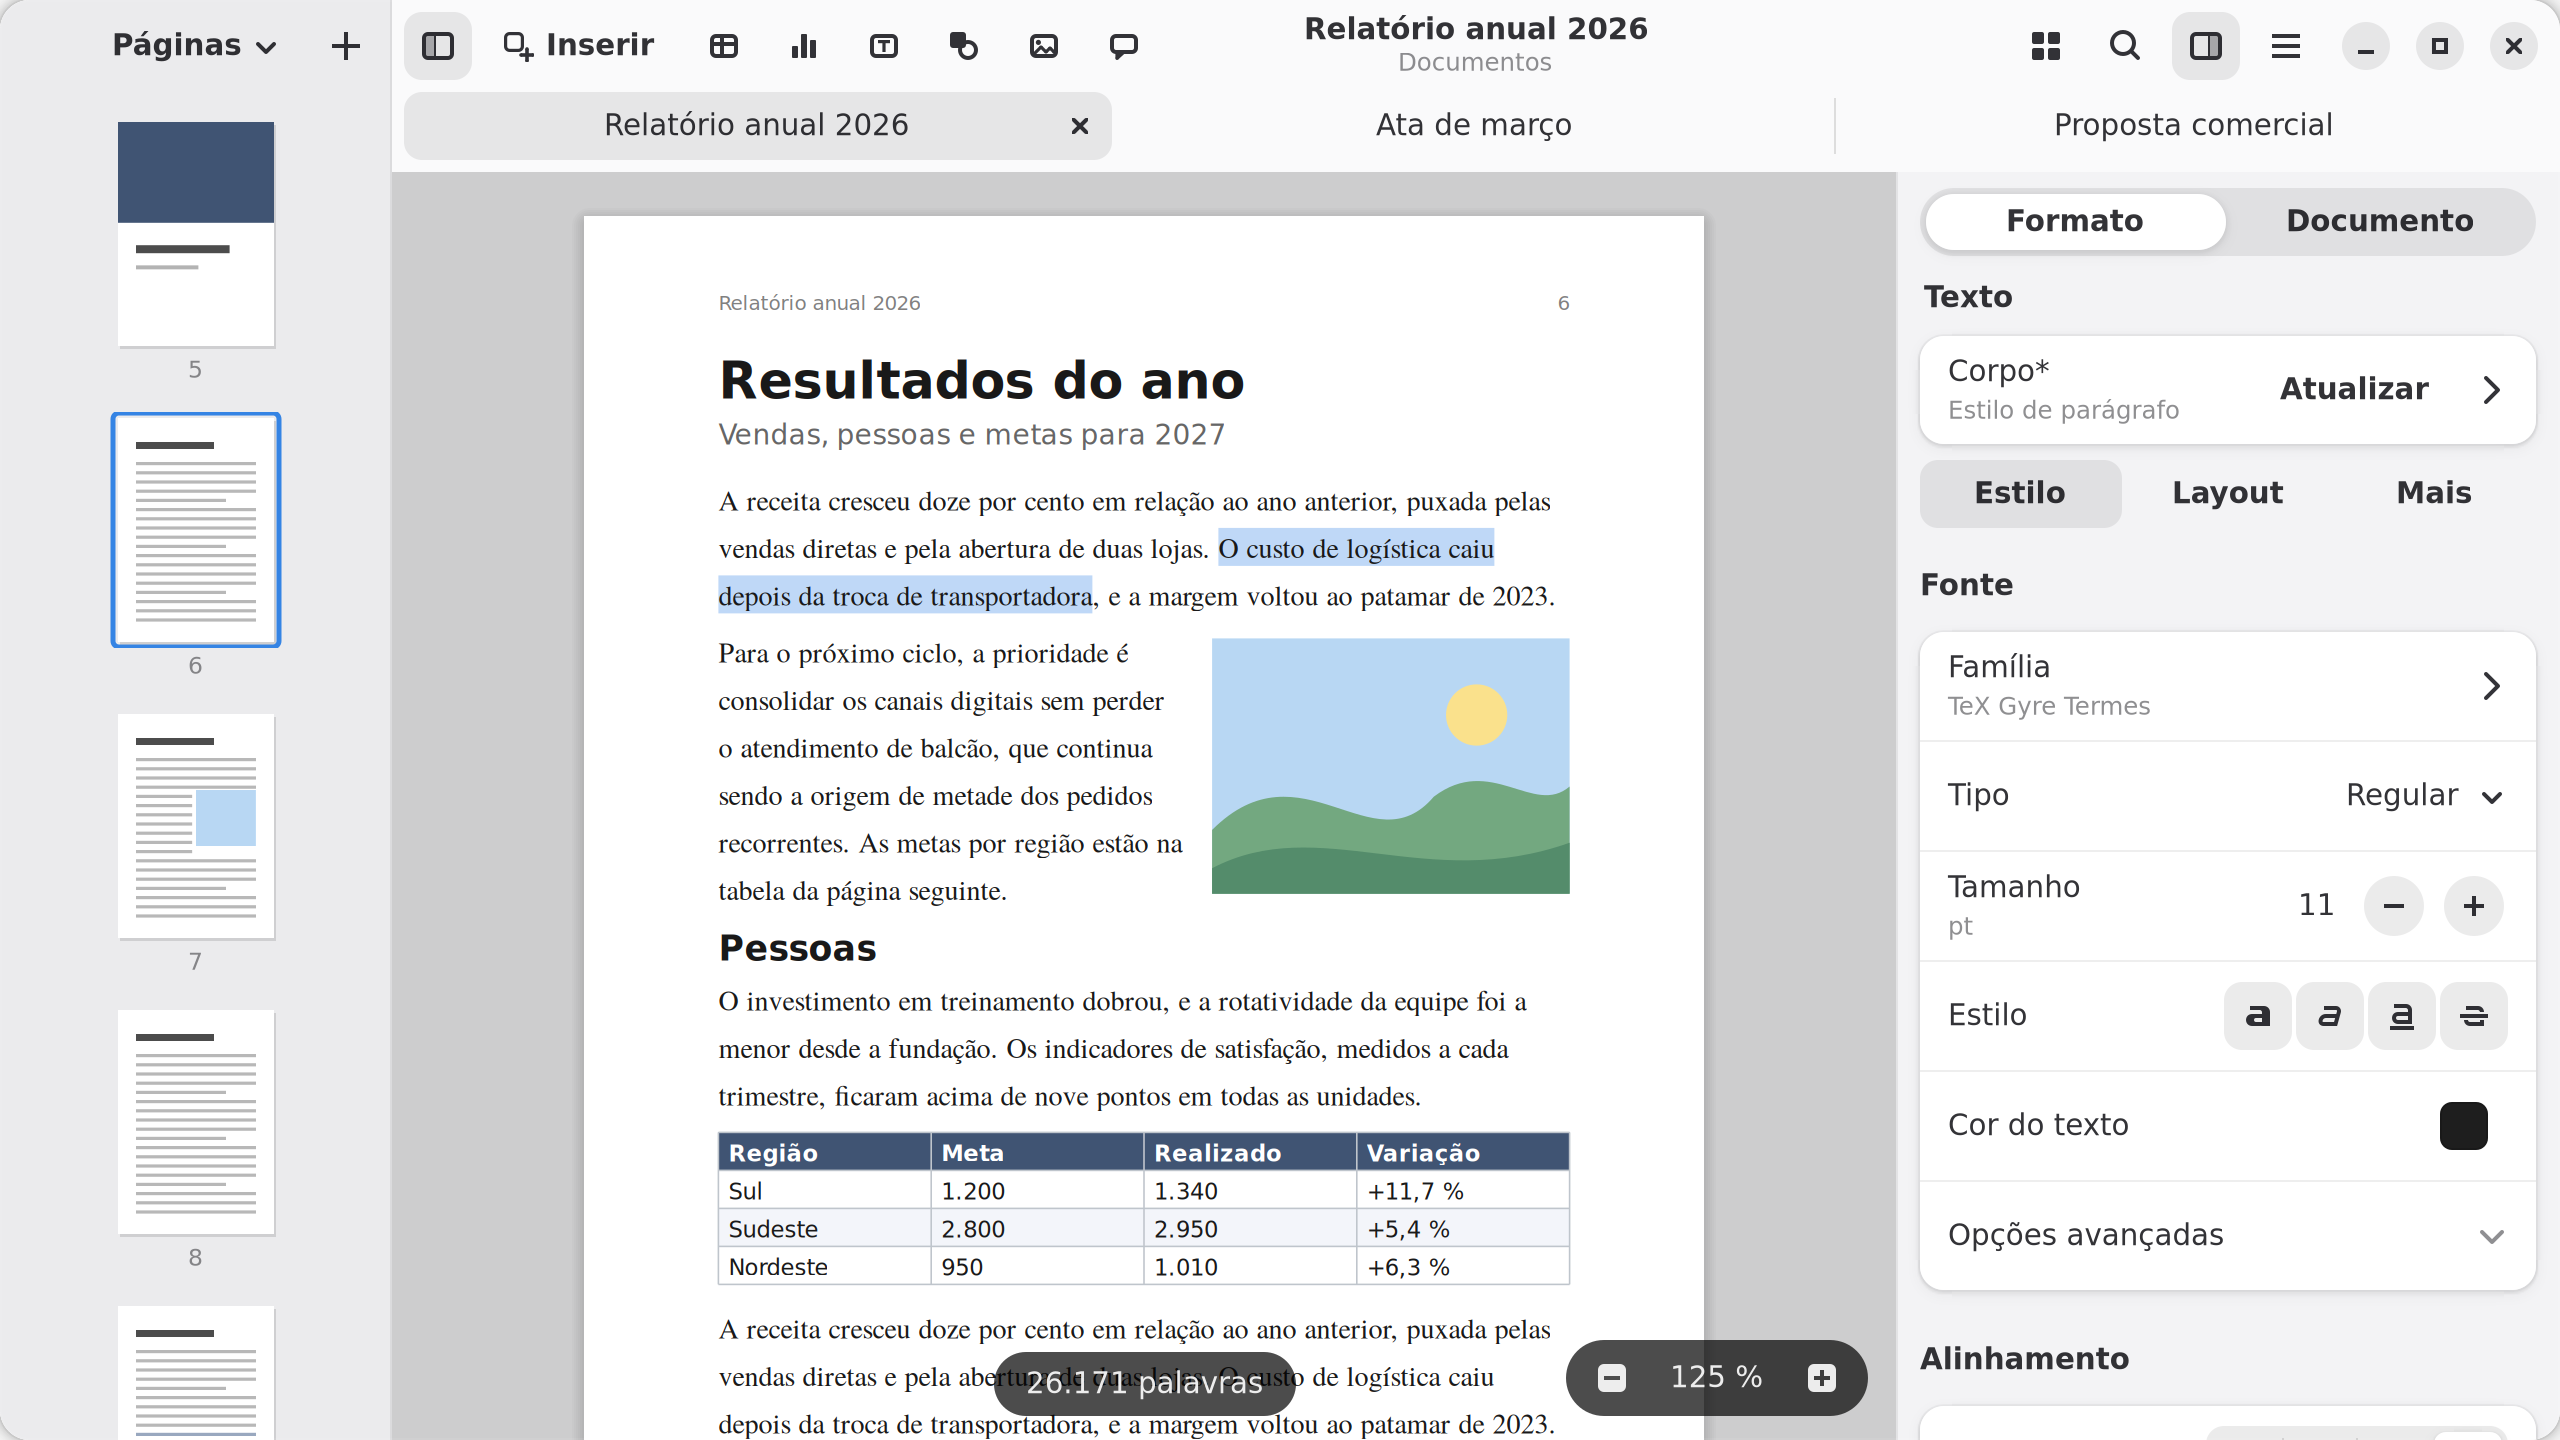 Páginas
Inserir
Relatório anual 2026
Documentos
Relatório anual 2026
Ata de março
Proposta comercial
5
6
7
8
Relatório anual 2026 6
Resultados do ano
Vendas, pessoas e metas para 2027
A receita cresceu doze por cento em relação ao ano anterior, puxada pelas
vendas diretas e pela abertura de duas lojas. O custo de logística caiu
depois da troca de transportadora, e a margem voltou ao patamar de 2023.
Para o próximo ciclo, a prioridade é
consolidar os canais digitais sem perder
o atendimento de balcão, que continua
sendo a origem de metade dos pedidos
recorrentes. As metas por região estão na
tabela da página seguinte.
Pessoas
O investimento em treinamento dobrou, e a rotatividade da equipe foi a
menor desde a fundação. Os indicadores de satisfação, medidos a cada
trimestre, ficaram acima de nove pontos em todas as unidades.
Região Meta Realizado Variação
Sul 1.200 1.340 +11,7 %
Sudeste 2.800 2.950 +5,4 %
Nordeste 950 1.010 +6,3 %
A receita cresceu doze por cento em relação ao ano anterior, puxada pelas
vendas diretas e pela abertura de duas lojas. O custo de logística caiu
depois da troca de transportadora, e a margem voltou ao patamar de 2023.
26.171 palavras
125 %
Formato
Documento
Texto
Corpo*
Estilo de parágrafo
Atualizar
Estilo
Layout
Mais
Fonte
Família
TeX Gyre Termes
Tipo
Regular
Tamanho
pt
11
Estilo
a a a S
Cor do texto
Opções avançadas
Alinhamento